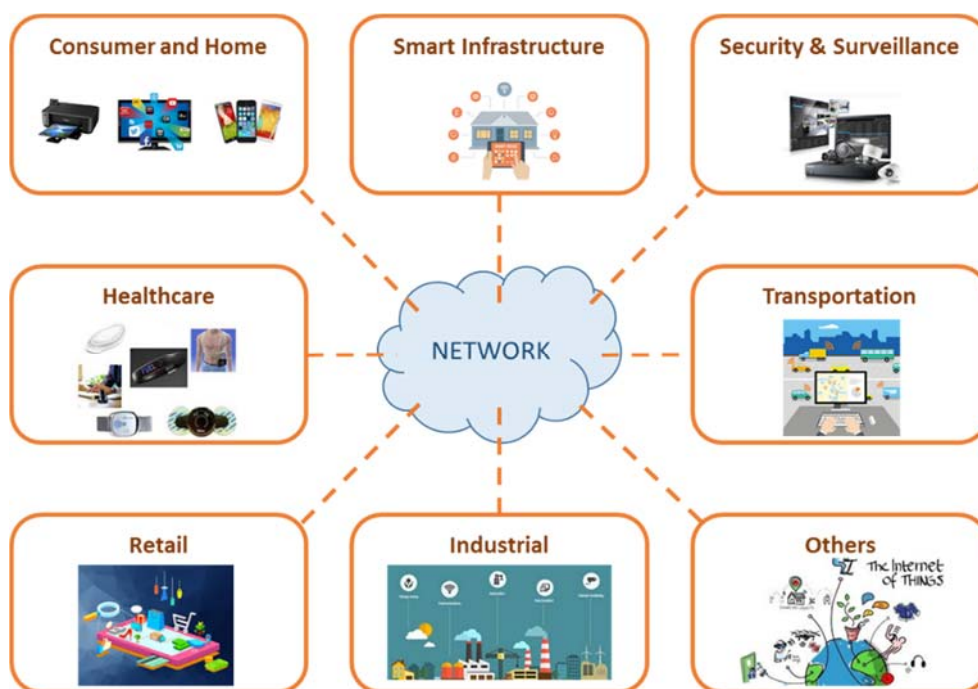 Consumer and Home
Smart Infrastructure
Security & Surveillance
Healthcare
NETWORK
Transportation
Retail
Industrial
Others
The Internet
of THINGS